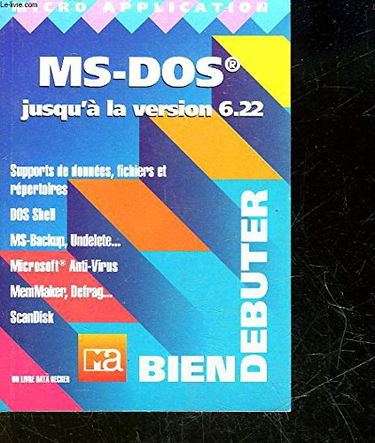 Le-livre.com
MICRO APPLICATION
MS-DOS®
jusqu'à la version 6.22
Supports de données, fichiers et
répertoires
DOS Shell
MS-Backup, Undelete...
Microsoft® Anti-Virus
MemMaker, Defrag...
ScanDisk
Ma
BIEN
DEBUTER
UN LIVRE DATA BECKER